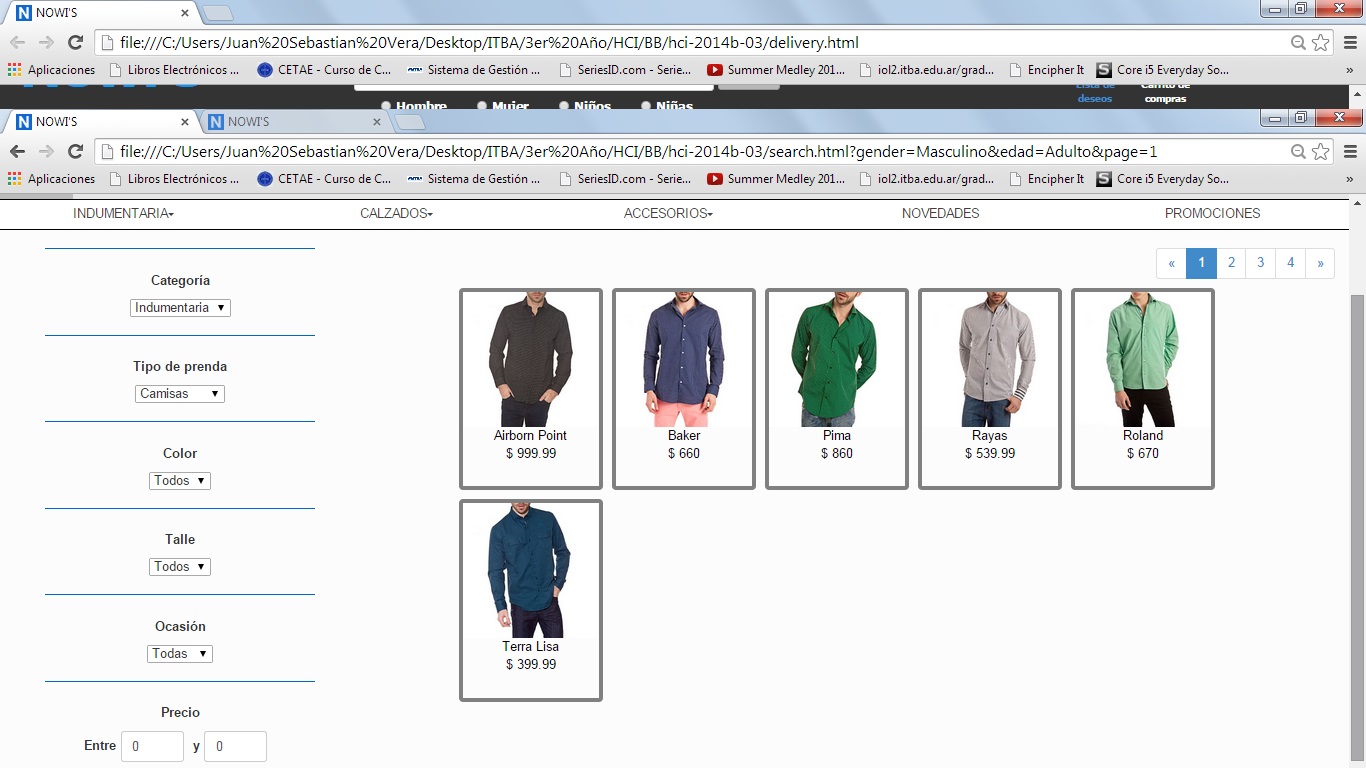 NOWI'S
file:///C:/Users/Juan%20Sebastian%20Vera/Desktop/ITBA/3er%20Año/HCI/BB/hci-2014b-03/delivery.html
Aplicaciones Libros Electrónicos ... CETAE - Curso de C... Sistema de Gestión ... SeriesID.com - Serie... Summer Medley 201... iol2.itba.edu.ar/grad... Encipher It Core i5 Everyday So... »
Hombre Mujer Niños Niñas
Lista de deseos
Carrito de compras
NOWI'S NOWI'S
file:///C:/Users/Juan%20Sebastian%20Vera/Desktop/ITBA/3er%20Año/HCI/BB/hci-2014b-03/search.html?gender=Masculino&edad=Adulto&page=1
Aplicaciones Libros Electrónicos ... CETAE - Curso de C... Sistema de Gestión ... SeriesID.com - Serie... Summer Medley 201... iol2.itba.edu.ar/grad... Encipher It Core i5 Everyday So... »
INDUMENTARIA CALZADOS ACCESORIOS NOVEDADES PROMOCIONES
« 1 2 3 4 »
Categoría
Indumentaria
Tipo de prenda
Camisas
Color
Todos
Talle
Todos
Ocasión
Todas
Precio
Entre 0 y 0
Airborn Point
$ 999.99
Baker
$ 660
Pima
$ 860
Rayas
$ 539.99
Roland
$ 670
Terra Lisa
$ 399.99